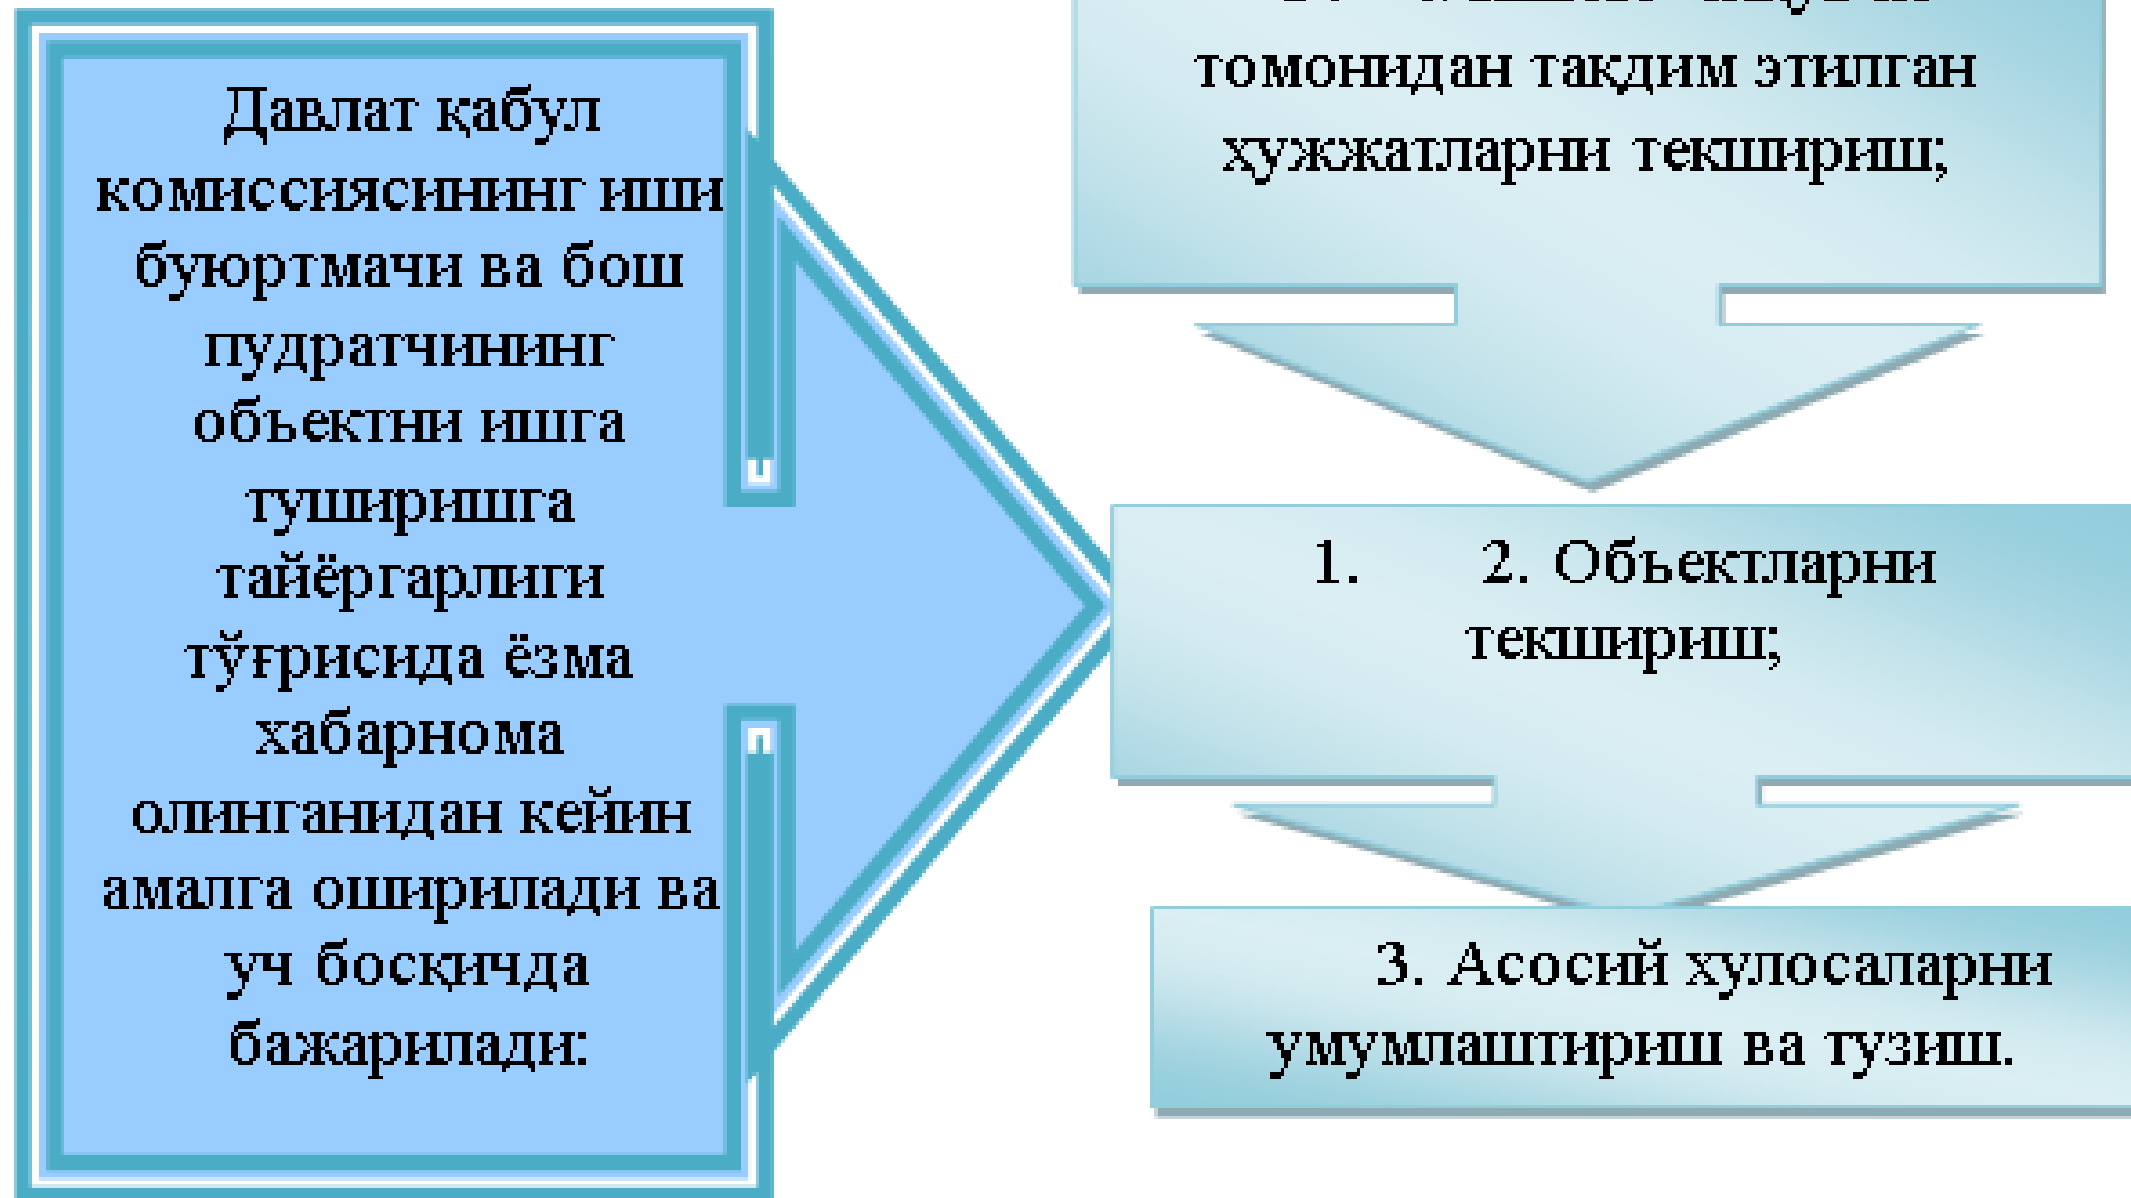 Давлат қабул
комиссиясининг иши
буюртмачи ва бош
пудратчининг
объектни ишга
туширишга
тайёргарлиги
тўғрисида ёзма
хабарнома
олинганидан кейин
амалга оширилади ва
уч босқичда
бажарилади:
томонидан тақдим этилган
ҳужжатларни текшириш;
1. 2. Объектларни
текшириш;
3. Асосий хулосаларни
умумлаштириш ва тузиш.